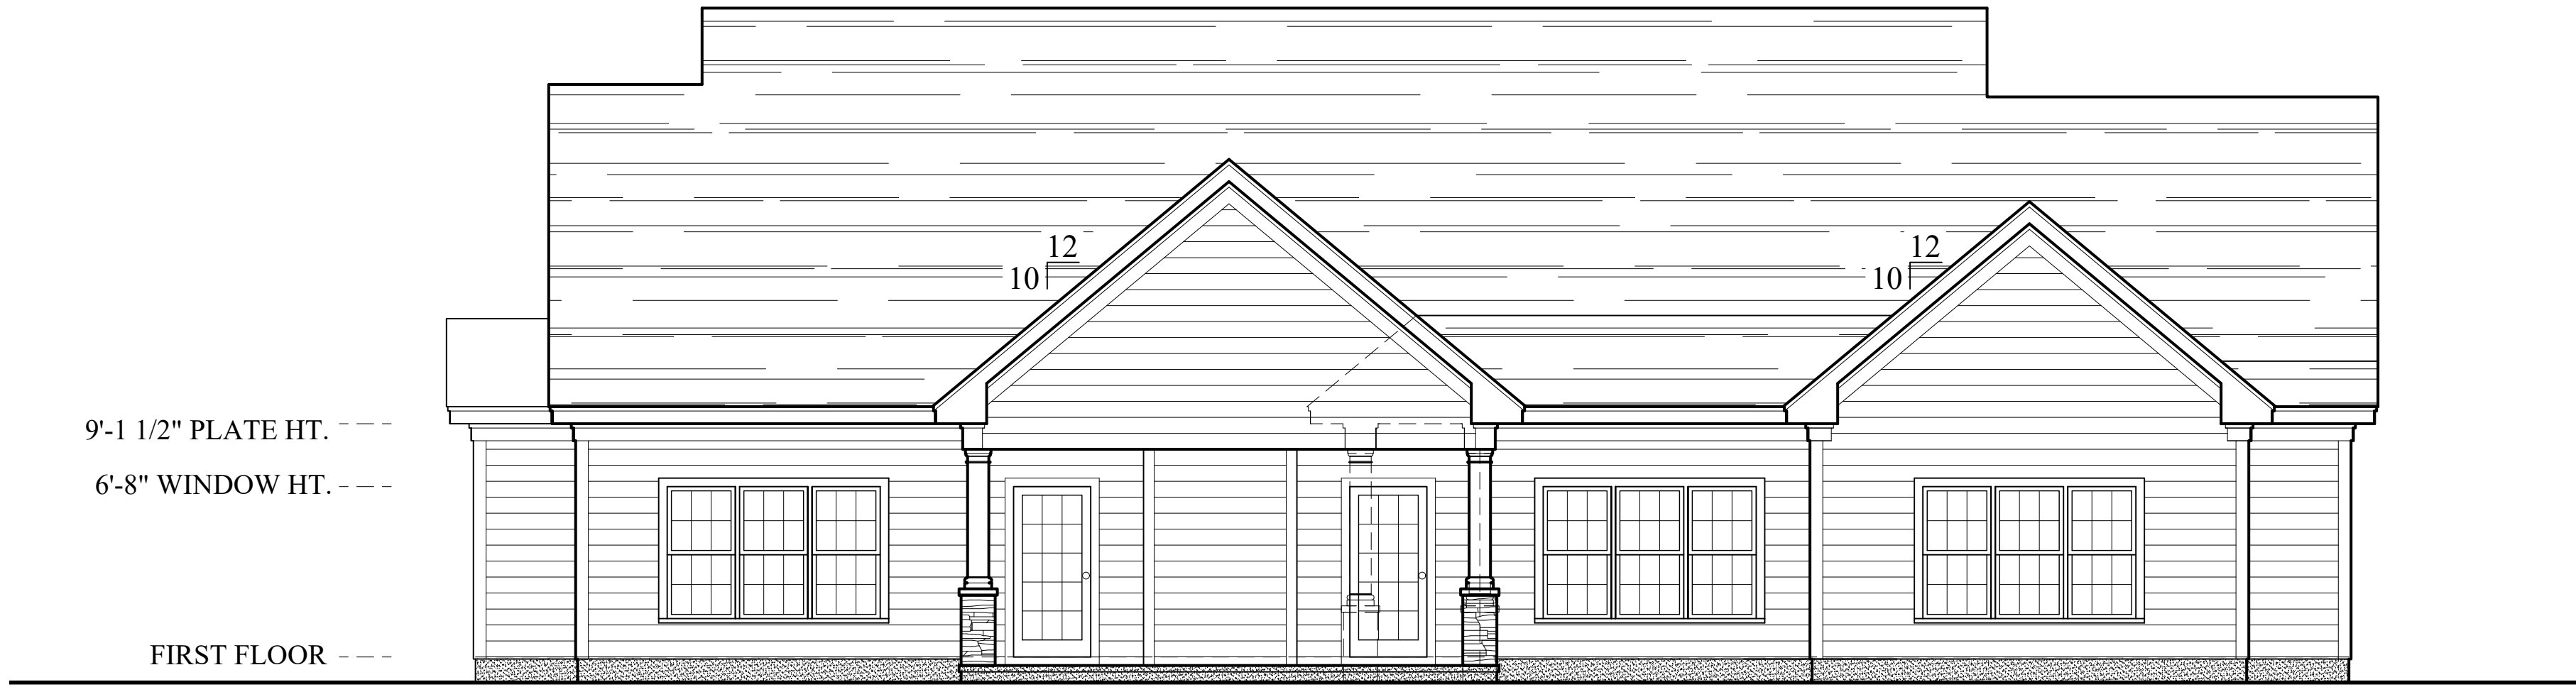 12
10
12
10
9'-1 1/2" PLATE HT.
6'-8" WINDOW HT.
FIRST FLOOR